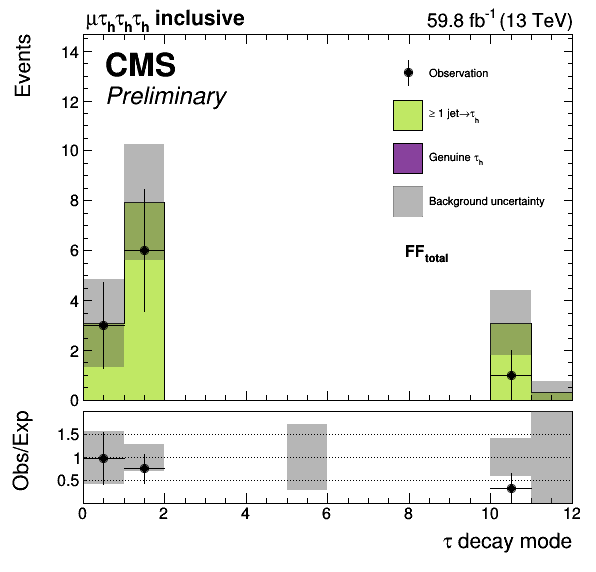 μτhτhτh inclusive 59.8 fb⁻¹ (13 TeV)
Events
CMS
Preliminary
Observation
≥ 1 jet→τh
Genuine τh
Background uncertainty
FFtotal
14
12
10
8
6
4
2
0
Obs/Exp
1.5
1
0.5
0 2 4 6 8 10 12
τ decay mode